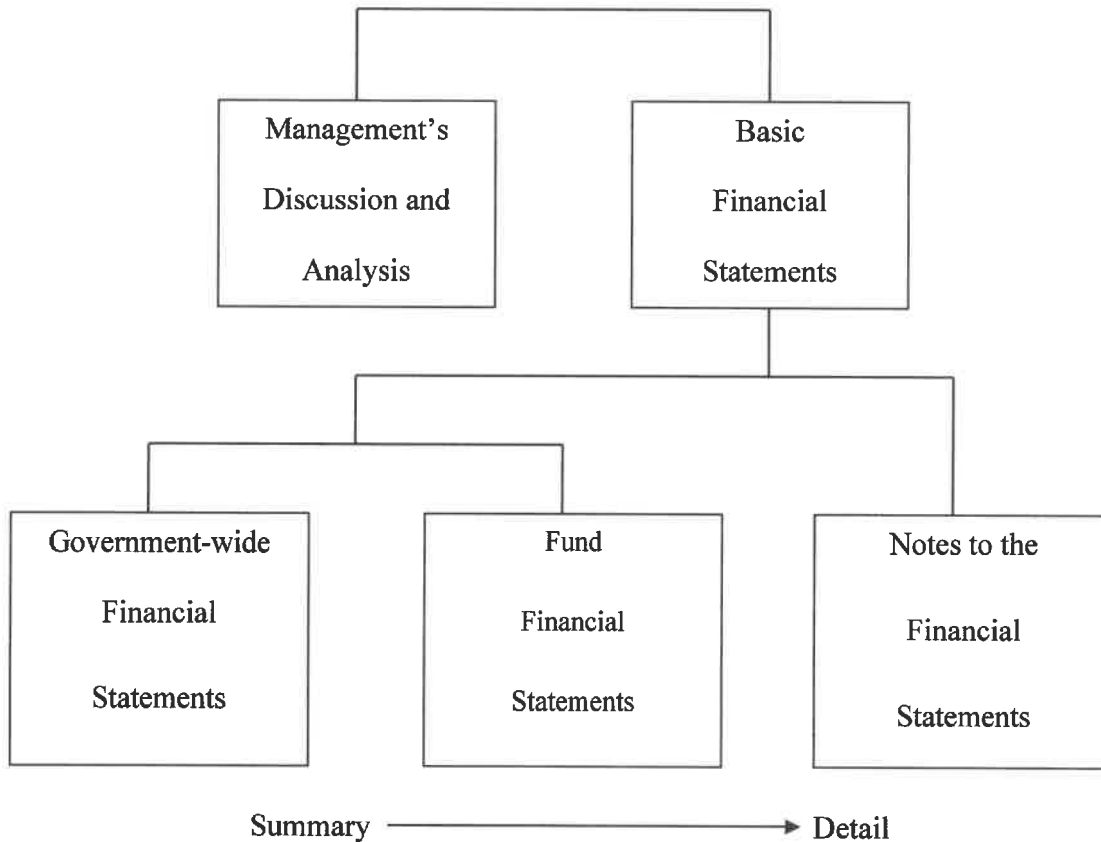 Management's
Discussion and
Analysis
Basic
Financial
Statements
Government-wide
Financial
Statements
Fund
Financial
Statements
Notes to the
Financial
Statements
Summary
Detail